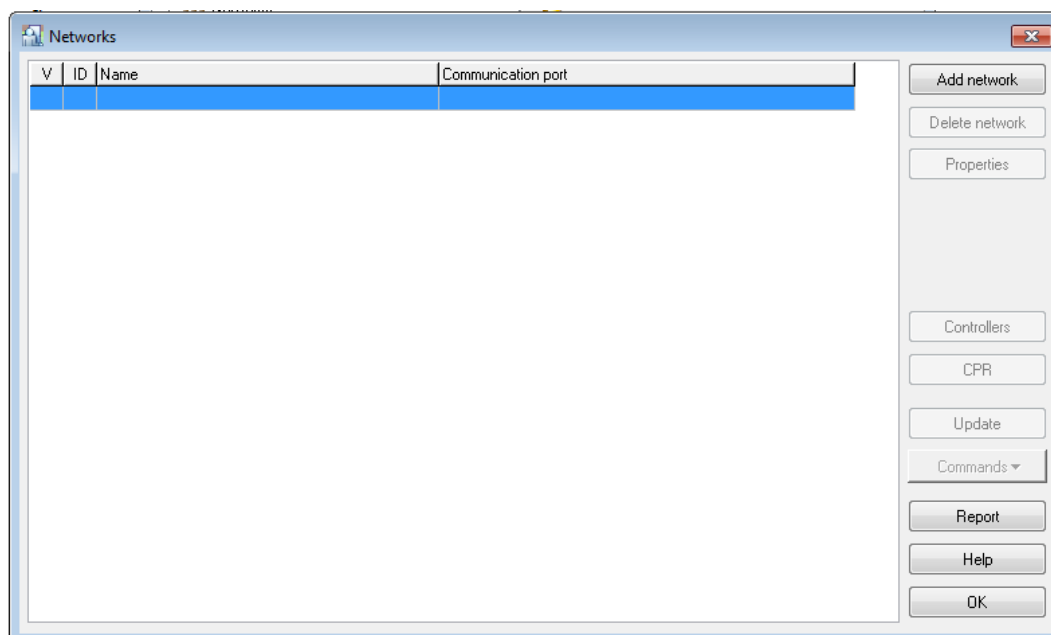 Networks
V ID Name Communication port
Add network
Delete network
Properties
Controllers
CPR
Update
Commands
Report
Help
OK